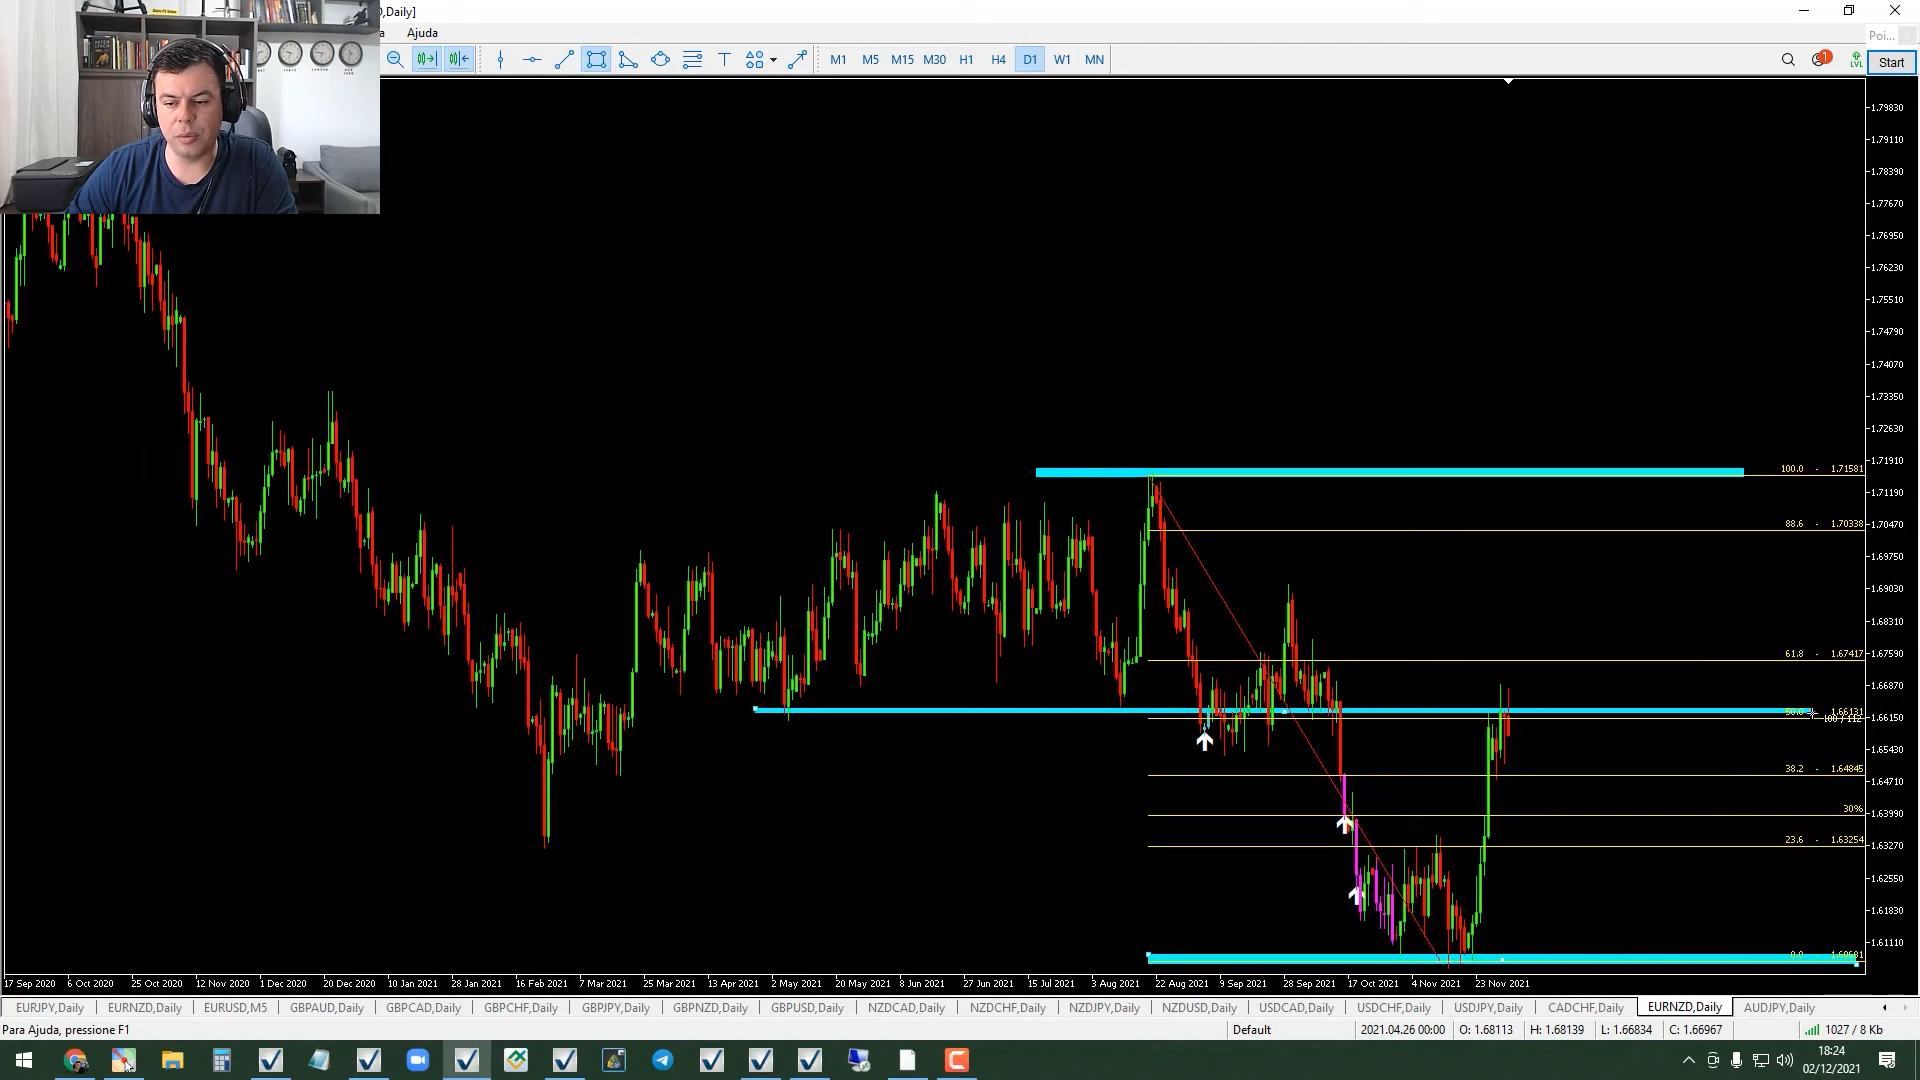 D,Daily]
Ajuda
M1 M5 M15 M30 H1 H4 D1 W1 MN
1
LVL
Poi...
Start
1.79830
1.79110
1.78390
1.77670
1.76950
1.76230
1.75510
1.74790
1.74070
1.73350
1.72630
1.71910
1.71190
1.70470
1.69750
1.69030
1.68310
1.67590
1.66870
1.66150
1.65430
1.64710
1.63990
1.63270
1.62550
1.61830
1.61110
100.0 - 1.71581
88.6 - 1.70338
61.8 - 1.67417
50.0 - 1.66131
38.2 - 1.64845
30%
23.6 - 1.63254
17 Sep 2020 6 Oct 2020 25 Oct 2020 12 Nov 2020 1 Dec 2020 20 Dec 2020 10 Jan 2021 28 Jan 2021 16 Feb 2021 7 Mar 2021 25 Mar 2021 13 Apr 2021 2 May 2021 20 May 2021 8 Jun 2021 27 Jun 2021 15 Jul 2021 3 Aug 2021 22 Aug 2021 9 Sep 2021 28 Sep 2021 17 Oct 2021 4 Nov 2021 23 Nov 2021
EURJPY,Daily EURNZD,Daily EURUSD,M5 GBPAUD,Daily GBPCAD,Daily GBPCHF,Daily GBPJPY,Daily GBPNZD,Daily GBPUSD,Daily NZDCAD,Daily NZDCHF,Daily NZDJPY,Daily NZDUSD,Daily USDCAD,Daily USDCHF,Daily USDJPY,Daily CADCHF,Daily EURNZD,Daily AUDJPY,Daily
Para Ajuda, pressione F1 Default 2021.04.26 00:00 O: 1.68113 H: 1.68139 L: 1.66834 C: 1.66967 1027 / 8 Kb
18:24
02/12/2021